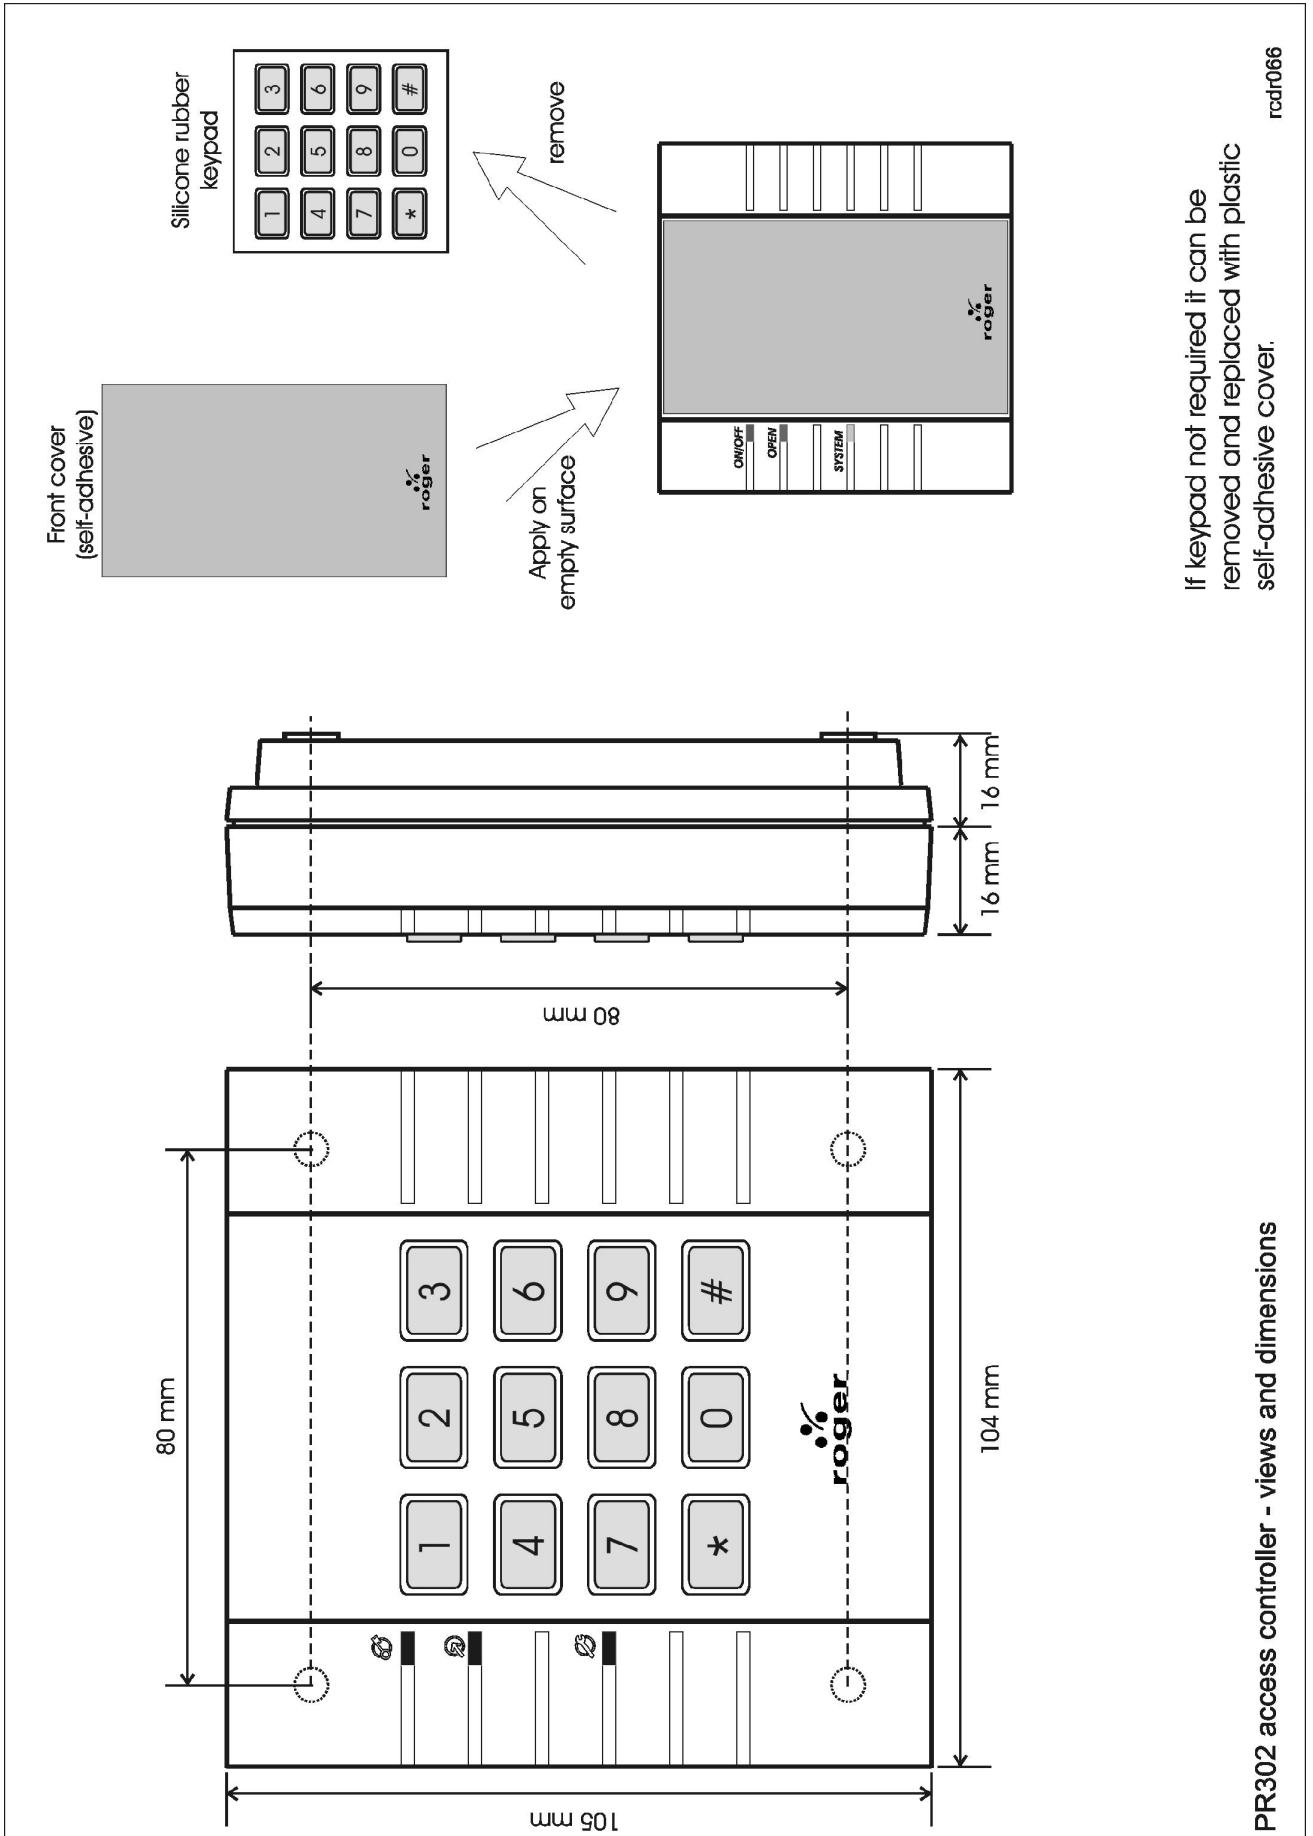 80 mm
105 mm
1 2 3
4 5 6
7 8 9
* 0 #
roger
104 mm
80 mm
16 mm
16 mm
Front cover
(self-adhesive)
roger
Silicone rubber
keypad
1 2 3
4 5 6
7 8 9
* 0 #
Apply on
empty surface
remove
ON/OFF
OPEN
SYSTEM
roger
If keypad not required it can be
removed and replaced with plastic
self-adhesive cover.
PR302 access controller - views and dimensions
rcdr066